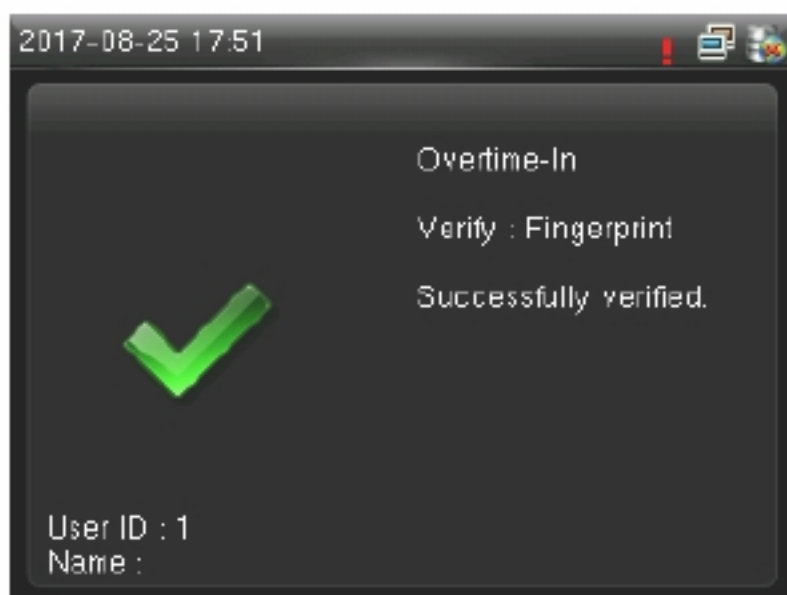 2017-08-25 17:51
Overtime-In
Verify : Fingerprint
Successfully verified.
User ID : 1
Name :